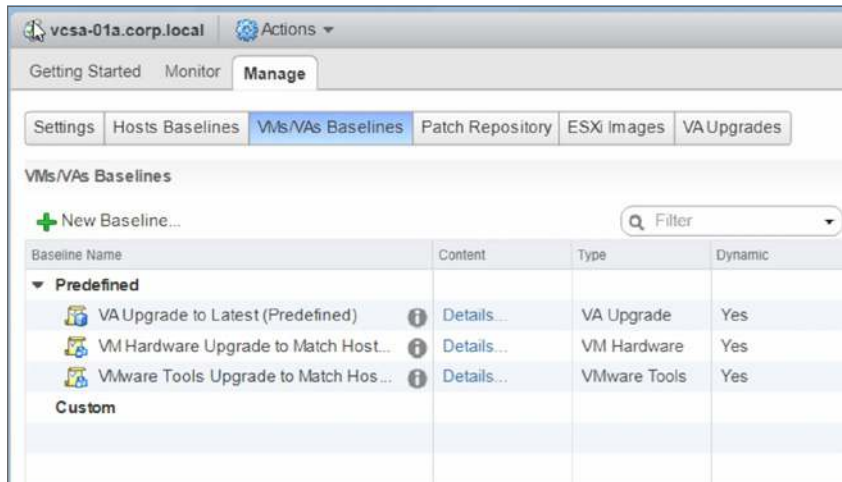 vcsa-01a.corp.local Actions
Getting Started Monitor Manage
Settings Hosts Baselines VMs/VAs Baselines Patch Repository ESXi Images VA Upgrades
VMs/VAs Baselines
New Baseline... Filter
Baseline Name Content Type Dynamic
Predefined
VA Upgrade to Latest (Predefined) Details... VA Upgrade Yes
VM Hardware Upgrade to Match Host... Details... VM Hardware Yes
VMware Tools Upgrade to Match Hos... Details... VMware Tools Yes
Custom